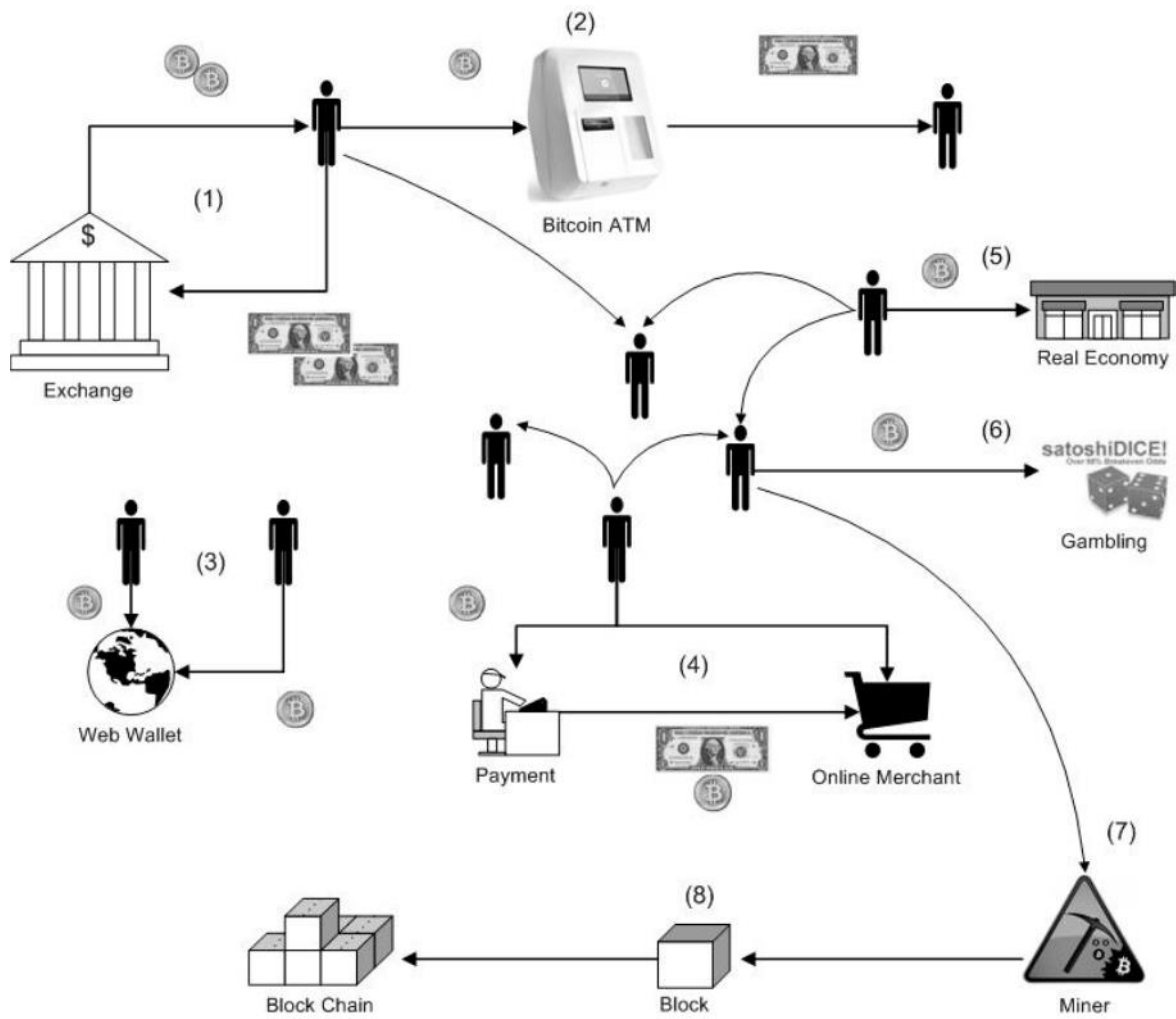 (2)
Bitcoin ATM
(1)
$
Exchange
(5)
Real Economy
(6)
satoshiDICE!
Gambling
(3)
Web Wallet
(4)
Payment
Online Merchant
(7)
(8)
Block Chain
Block
Miner